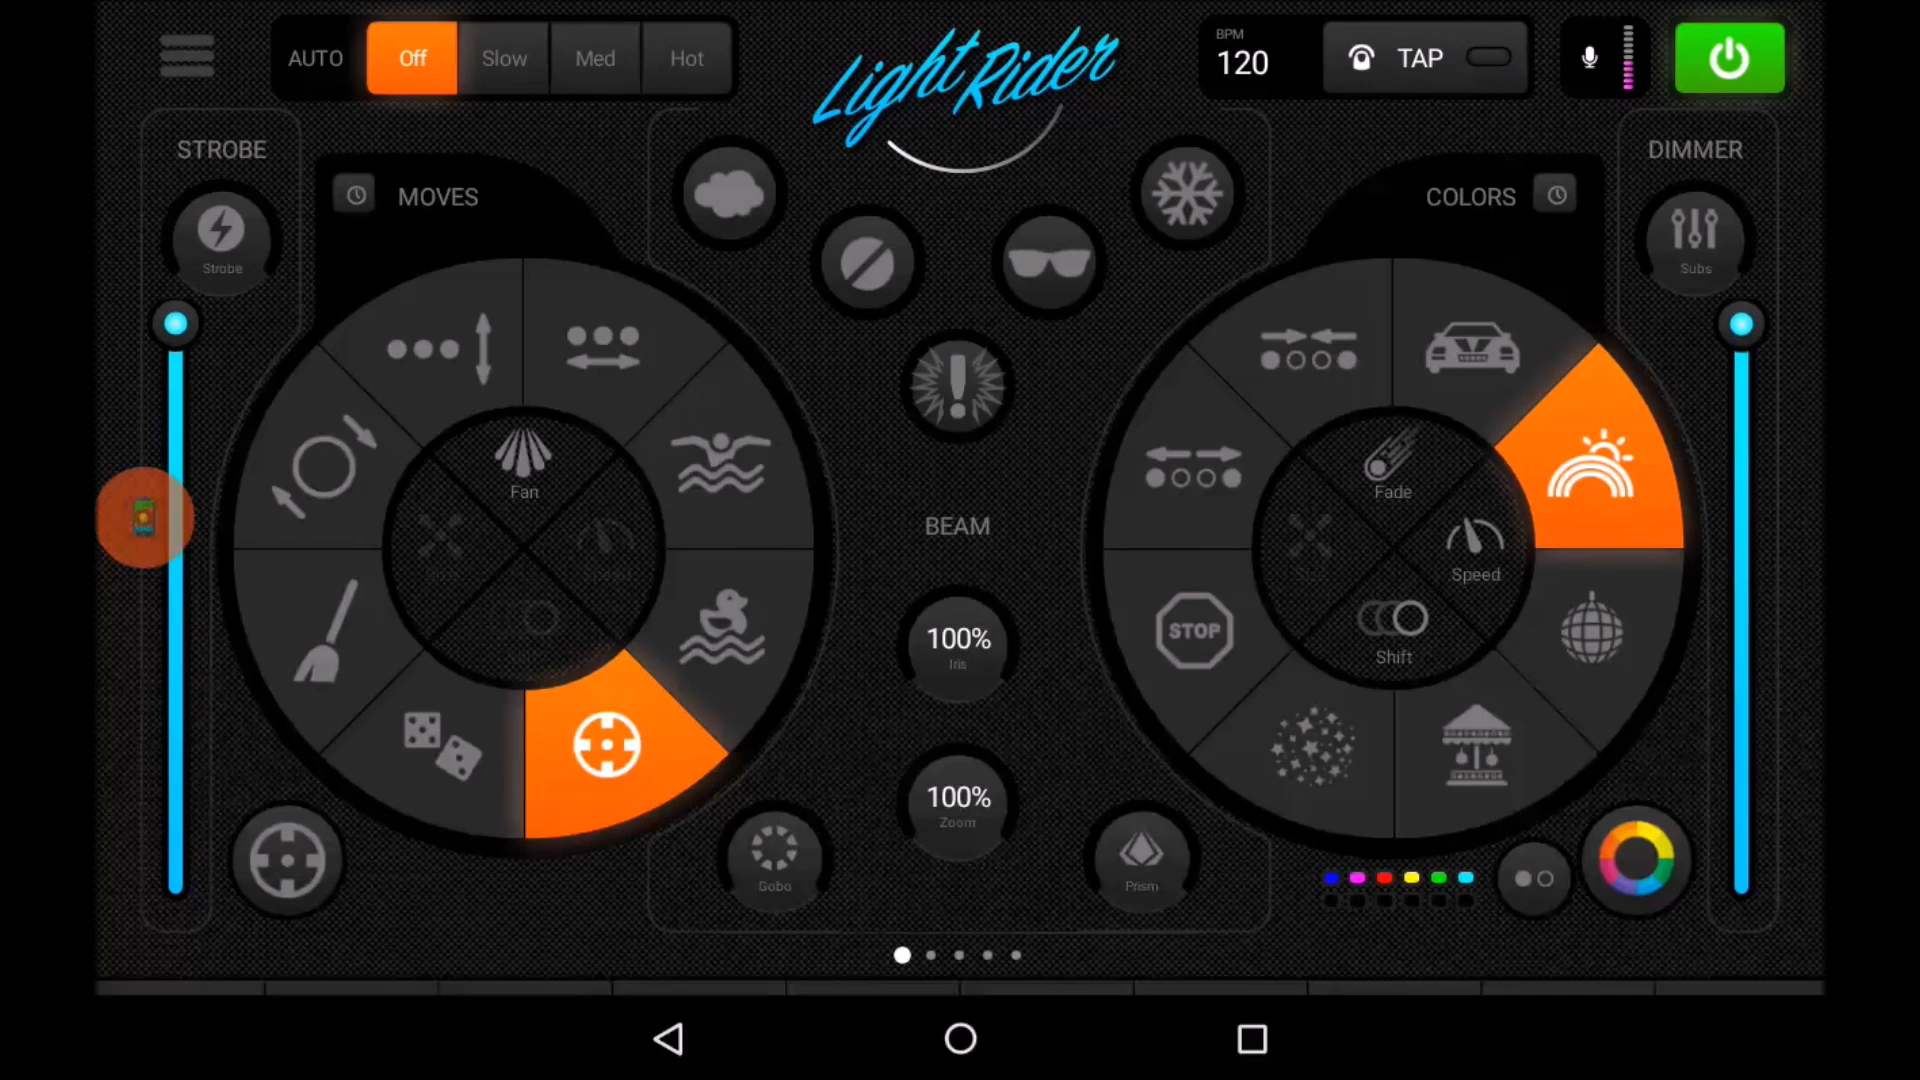 AUTO
Off
Slow
Med
Hot
Light Rider
BPM
120
TAP
STROBE
Strobe
MOVES
COLORS
DIMMER
Subs
Fan
Fade
Speed
Shift
STOP
BEAM
100%
Iris
100%
Zoom
Gobo
Prism